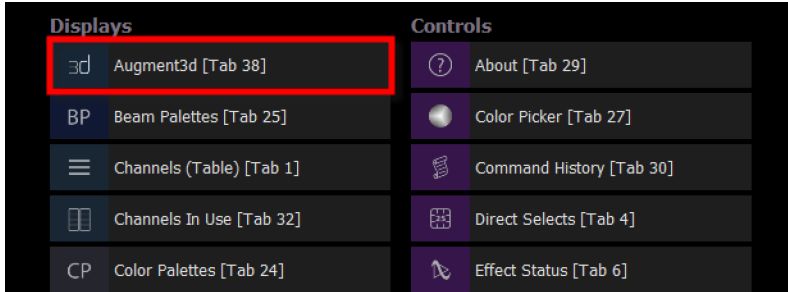 Displays
3d Augment3d [Tab 38]
BP Beam Palettes [Tab 25]
Channels (Table) [Tab 1]
Channels In Use [Tab 32]
CP Color Palettes [Tab 24]
Controls
? About [Tab 29]
Color Picker [Tab 27]
Command History [Tab 30]
25 Direct Selects [Tab 4]
Effect Status [Tab 6]